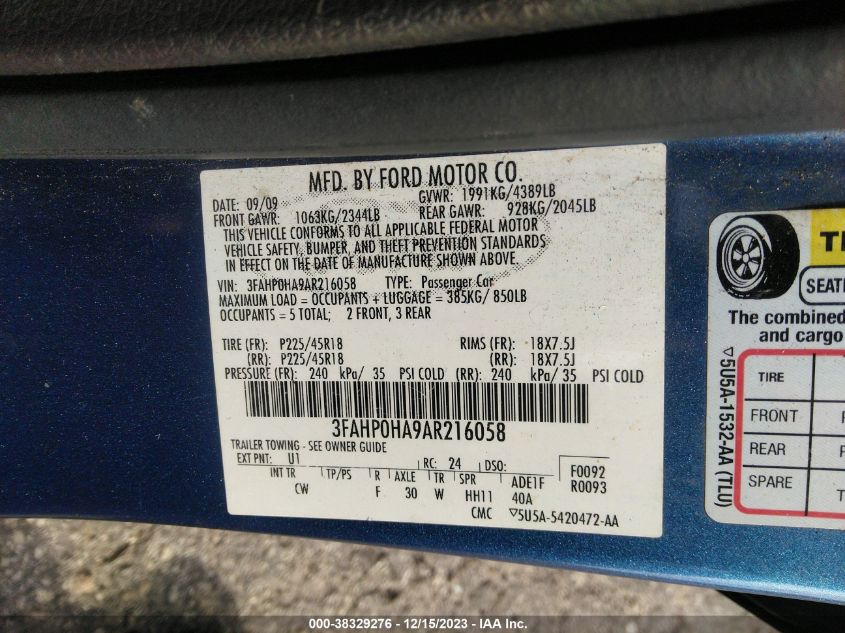 MFD. BY FORD MOTOR CO.
DATE: 09/09 GVWR: 1991KG/4389LB
FRONT GAWR: 1063KG/2344LB REAR GAWR: 928KG/2045LB
THIS VEHICLE CONFORMS TO ALL APPLICABLE FEDERAL MOTOR
VEHICLE SAFETY, BUMPER, AND THEFT PREVENTION STANDARDS
IN EFFECT ON THE DATE OF MANUFACTURE SHOWN ABOVE.
VIN: 3FAHP0HA9AR216058 TYPE: Passenger Car
MAXIMUM LOAD = OCCUPANTS + LUGGAGE = 385KG/ 850LB
OCCUPANTS = 5 TOTAL; 2 FRONT, 3 REAR
TIRE (FR): P225/45R18 RIMS (FR): 18X7.5J
(RR): P225/45R18 (RR): 18X7.5J
PRESSURE (FR): 240 kPa/ 35 PSI COLD (RR): 240 kPa/ 35 PSI COLD
3FAHP0HA9AR216058
TRAILER TOWING - SEE OWNER GUIDE
EXT PNT: U1 RC: 24 DSO: F0092
INT TR TP/PS R AXLE TR SPR ADE1F R0093
CW F 30 W HH11 40A
CMC ▽5U5A-5420472-AA
SEATI
The combined
and cargo
▽5U5A-1532-AA (TLU)
TIRE
FRONT
REAR
SPARE
000-38329276 - 12/15/2023 - IAA Inc.